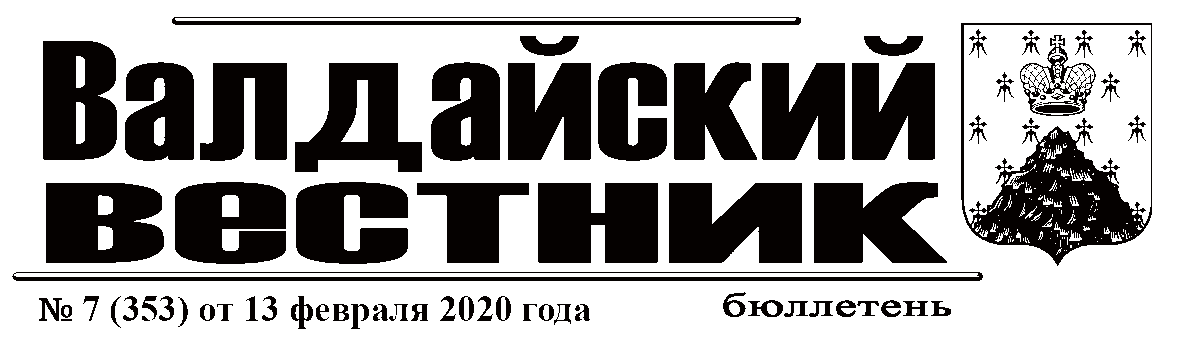 Валдайский
вестник
№ 7 (353) от 13 февраля 2020 года
бюллетень